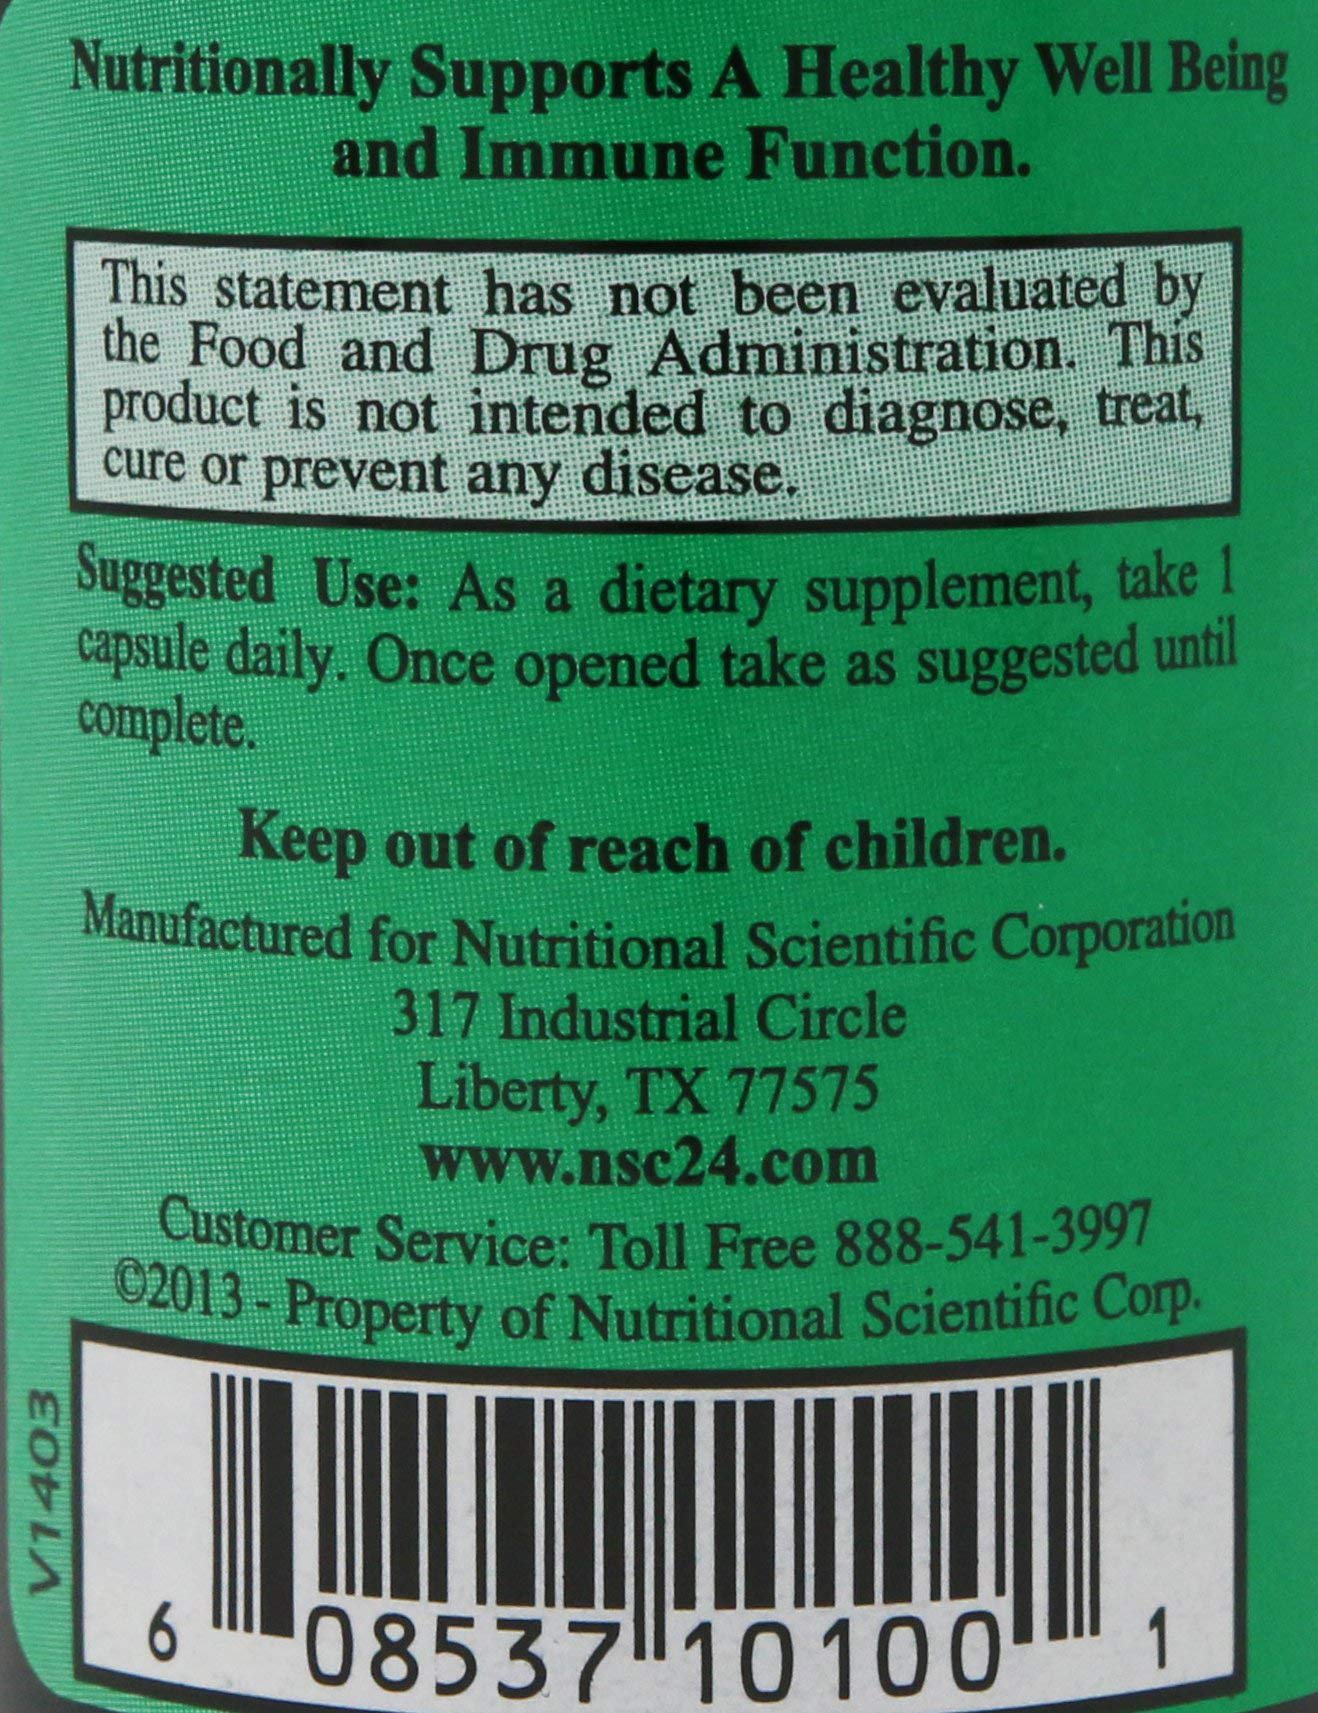 Nutritionally Supports A Healthy Well Being
and Immune Function.
This statement has not been evaluated by
the Food and Drug Administration. This
product is not intended to diagnose, treat,
cure or prevent any disease.
Suggested Use: As a dietary supplement, take 1
capsule daily. Once opened take as suggested until
complete.
Keep out of reach of children.
Manufactured for Nutritional Scientific Corporation
317 Industrial Circle
Liberty, TX 77575
www.nsc24.com
Customer Service: Toll Free 888-541-3997
©2013 - Property of Nutritional Scientific Corp.
V1403
6 08537 10100 1